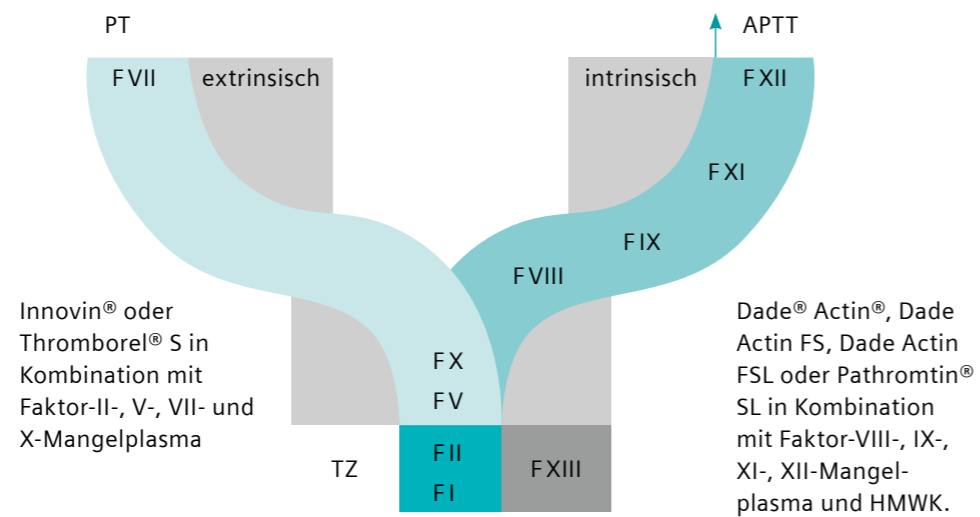 PT
APTT
F VII
extrinsisch
intrinsisch
F XII
F XI
F IX
F VIII
Innovin® oder
Thromborel® S in
Kombination mit
Faktor-II-, V-, VII- und
X-Mangelplasma
Dade® Actin®, Dade
Actin FS, Dade Actin
FSL oder Pathromtin®
SL in Kombination
mit Faktor-VIII-, IX-,
XI-, XII-Mangel-
plasma und HMWK.
F X
F V
TZ
F II
F I
F XIII